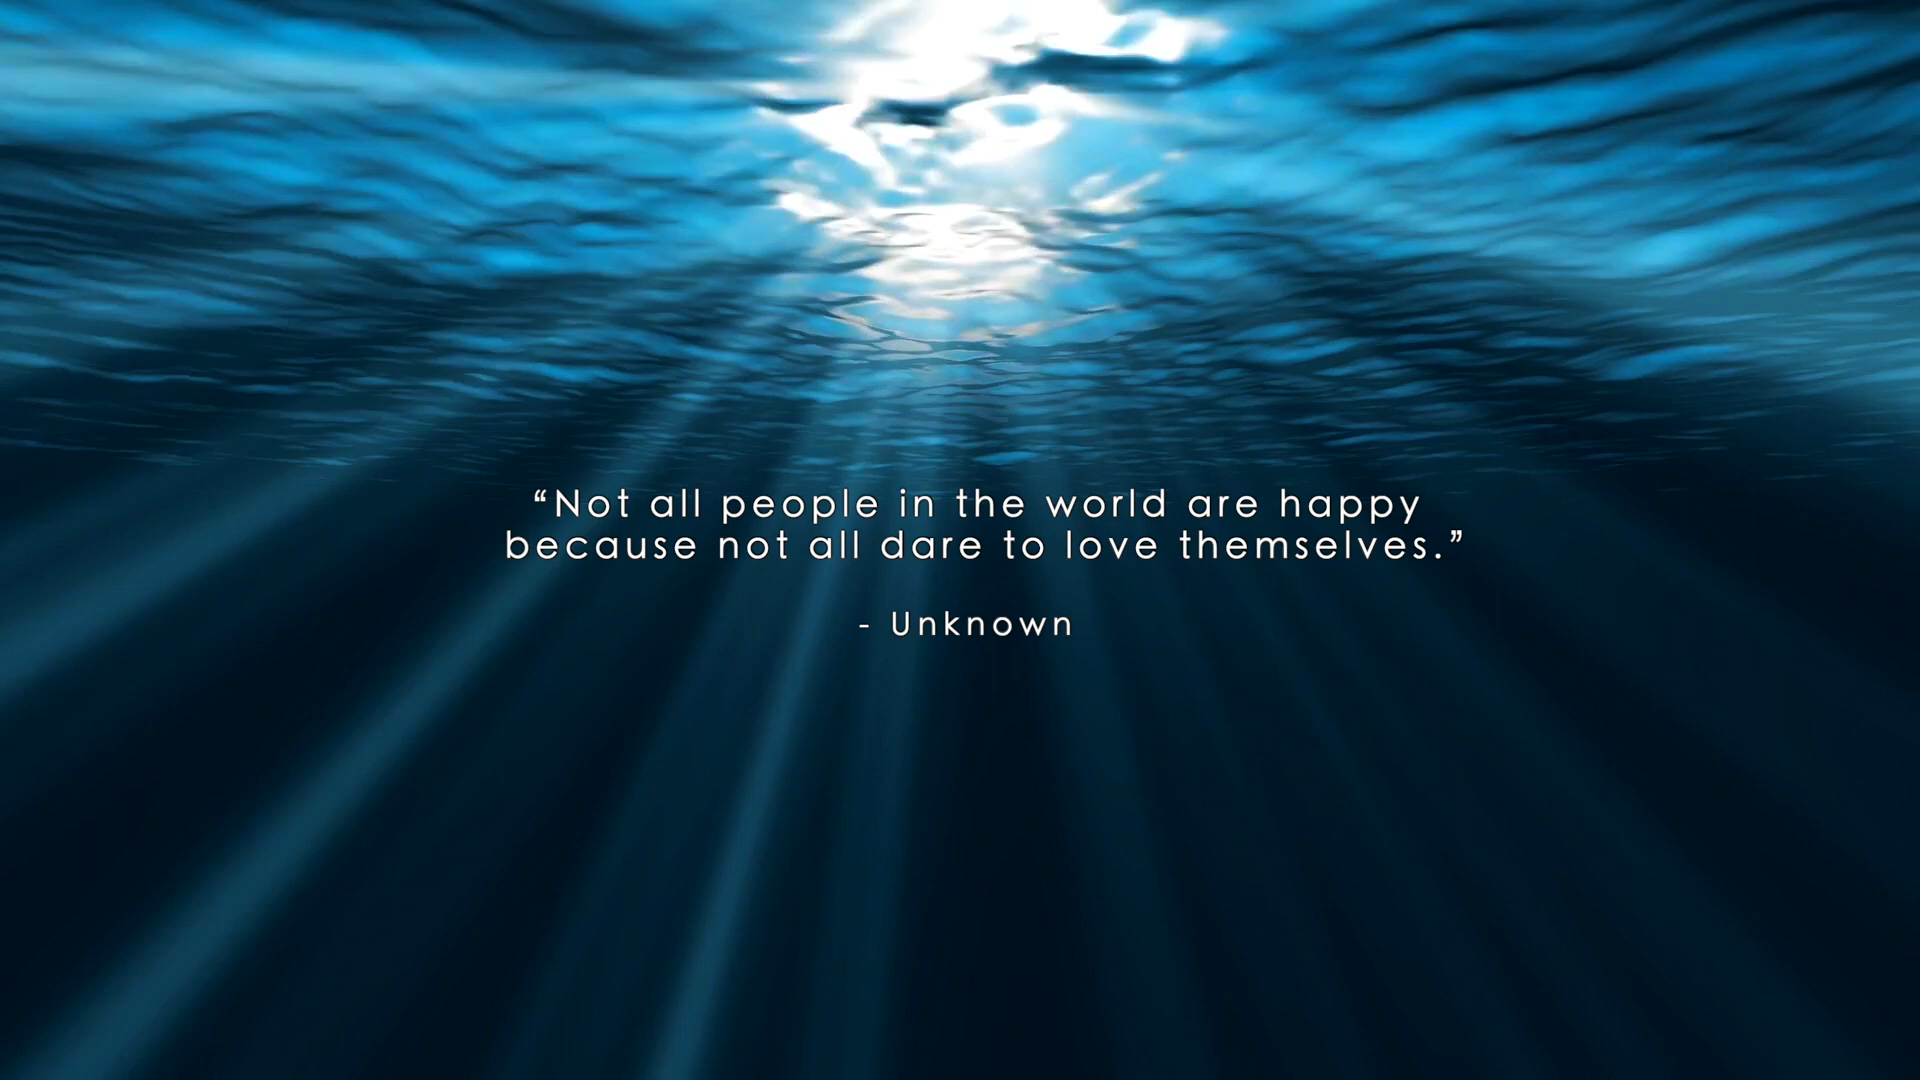 “Not all people in the world are happy
because not all dare to love themselves.”
- Unknown